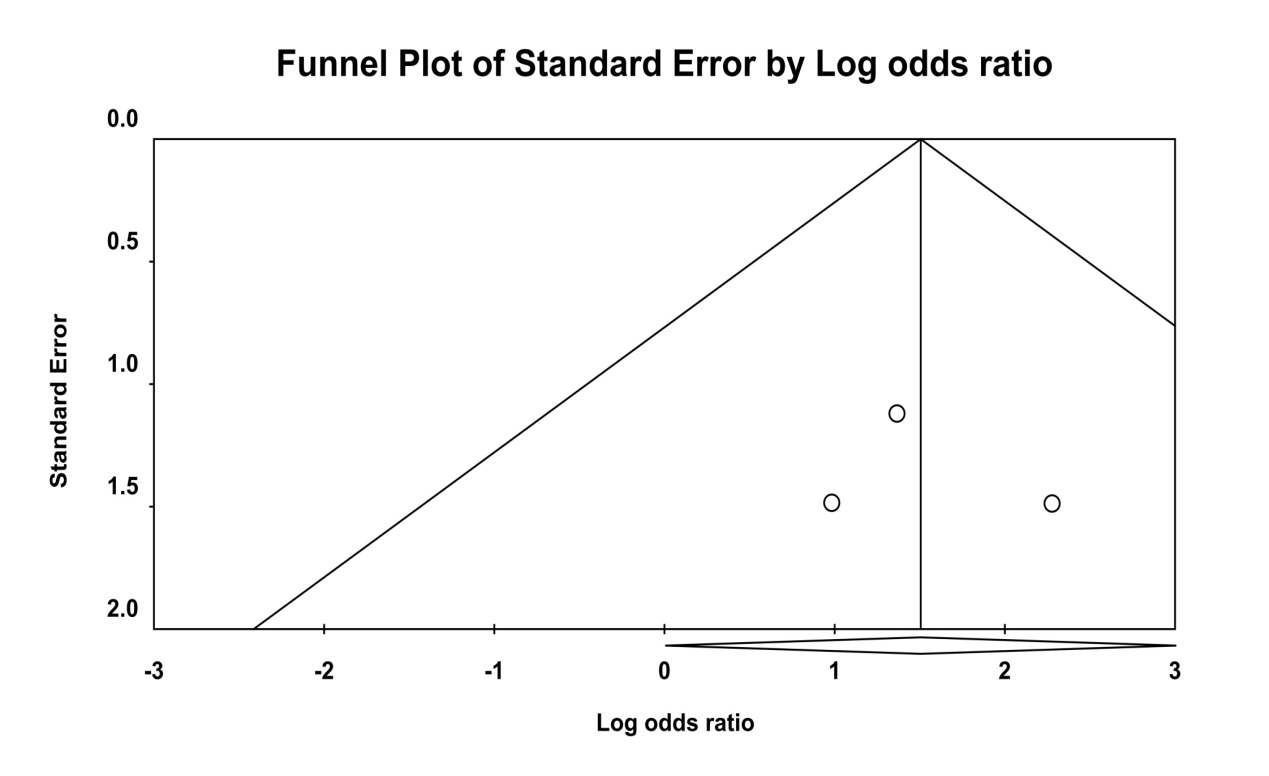 Funnel Plot of Standard Error by Log odds ratio
0.0
0.5
1.0
1.5
2.0
Standard Error
-3 -2 -1 0 1 2 3
Log odds ratio